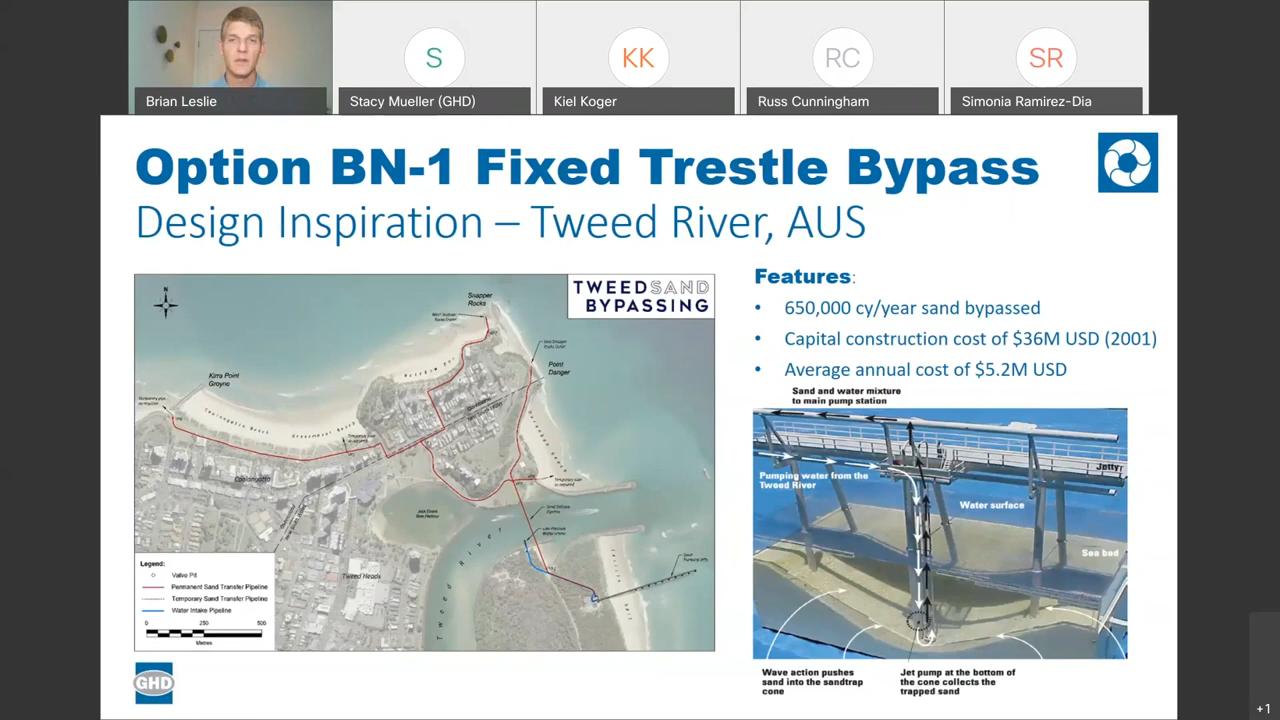 S
KK
RC
SR
Brian Leslie
Stacy Mueller (GHD)
Kiel Koger
Russ Cunningham
Simonia Ramirez-Dia
Option BN-1 Fixed Trestle Bypass
Design Inspiration – Tweed River, AUS
TWEEDSAND
BYPASSING
N
Snapper
Rocks
Point
Danger
Kirra Point
Groyne
Coolangatta
Tweed Heads
Tweed River
Legend:
Valve Pit
Permanent Sand Transfer Pipeline
Temporary Sand Transfer Pipeline
Water Intake Pipeline
0 250 500
Metres
Features:
• 650,000 cy/year sand bypassed
• Capital construction cost of $36M USD (2001)
• Average annual cost of $5.2M USD
Sand and water mixture
to main pump station
Jetty
Pumping water from the
Tweed River
Water surface
Sea bed
Wave action pushes
sand into the sandtrap
cone
Jet pump at the bottom of
the cone collects the
trapped sand
GHD
+1